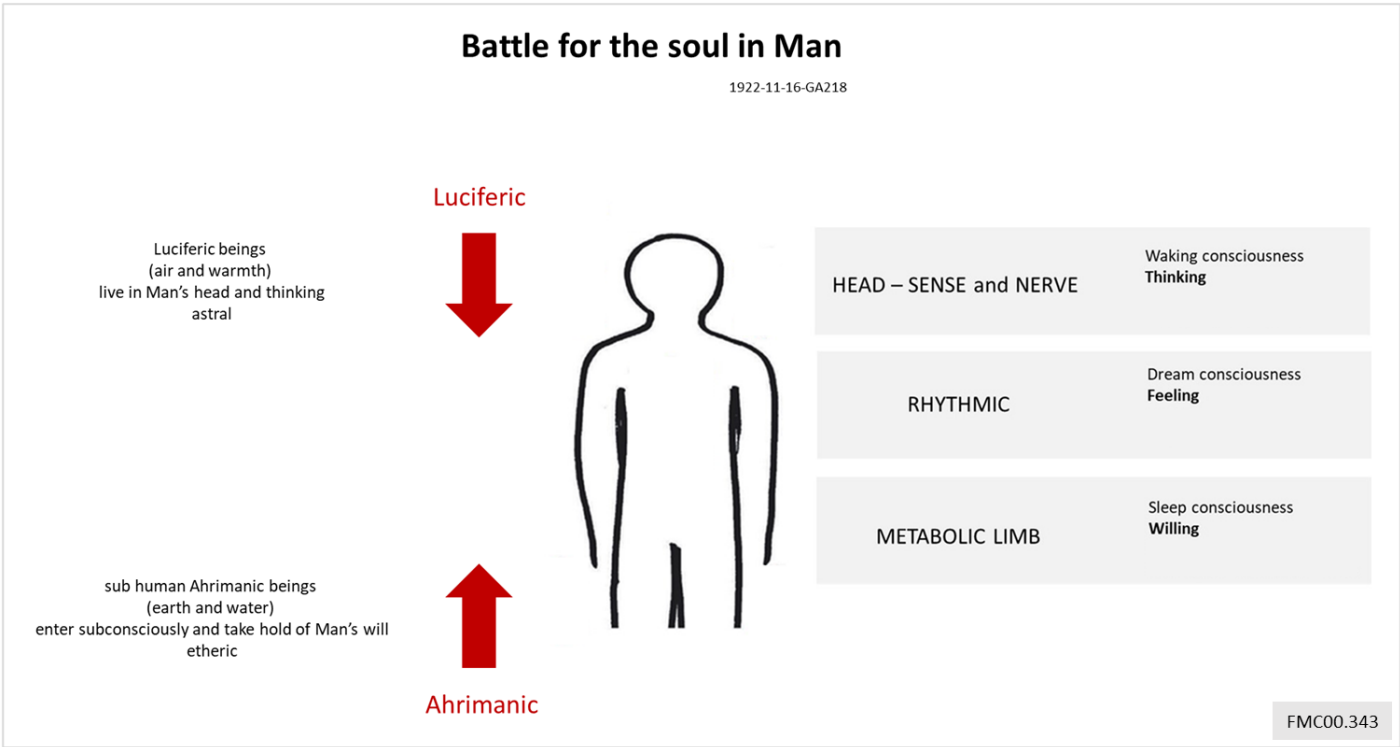 Battle for the soul in Man
1922-11-16-GA218
Luciferic
Luciferic beings
(air and warmth)
live in Man's head and thinking
astral
HEAD – SENSE and NERVE
Waking consciousness
Thinking
RHYTHMIC
Dream consciousness
Feeling
METABOLIC LIMB
Sleep consciousness
Willing
sub human Ahrimanic beings
(earth and water)
enter subconsciously and take hold of Man's will
etheric
Ahrimanic
FMC00.343